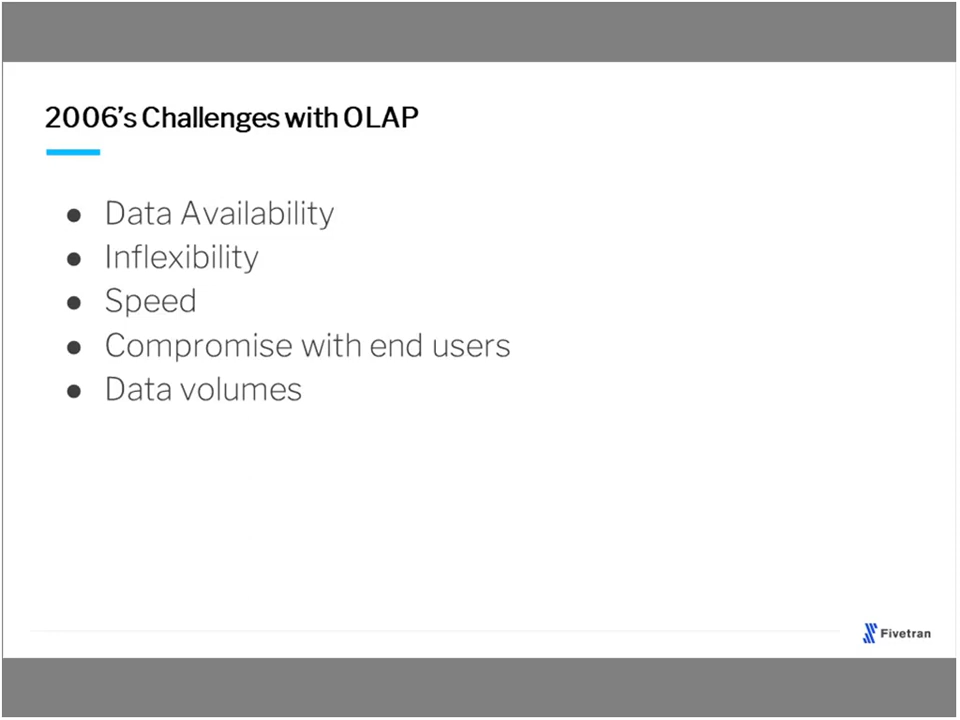 2006’s Challenges with OLAP
● Data Availability
● Inflexibility
● Speed
● Compromise with end users
● Data volumes
Fivetran